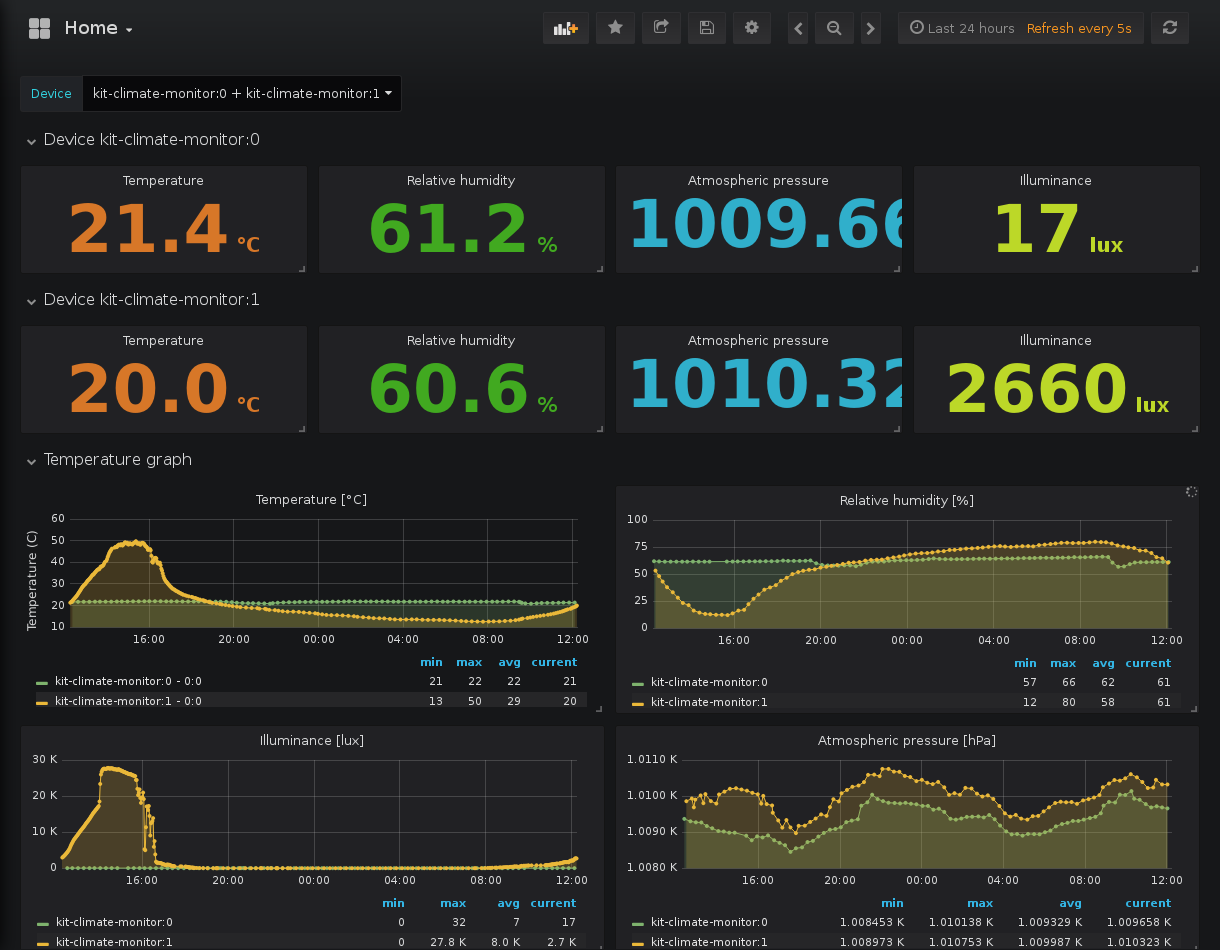 Home
Last 24 hours Refresh every 5s
Device kit-climate-monitor:0 + kit-climate-monitor:1
Device kit-climate-monitor:0
Temperature Relative humidity Atmospheric pressure Illuminance
21.4 °C 61.2 % 1009.66 17 lux
Device kit-climate-monitor:1
Temperature Relative humidity Atmospheric pressure Illuminance
20.0 °C 60.6 % 1010.32 2660 lux
Temperature graph
Temperature [°C]
Temperature (C)
60
50
40
30
20
10
16:00 20:00 00:00 04:00 08:00 12:00
min max avg current
kit-climate-monitor:0 - 0:0 21 22 22 21
kit-climate-monitor:1 - 0:0 13 50 29 20
Relative humidity [%]
100
75
50
25
0
16:00 20:00 00:00 04:00 08:00 12:00
min max avg current
kit-climate-monitor:0 57 66 62 61
kit-climate-monitor:1 12 80 58 61
Illuminance [lux]
30 K
20 K
10 K
0
16:00 20:00 00:00 04:00 08:00 12:00
min max avg current
kit-climate-monitor:0 0 32 7 17
kit-climate-monitor:1 0 27.8 K 8.0 K 2.7 K
Atmospheric pressure [hPa]
1.0110 K
1.0100 K
1.0090 K
1.0080 K
16:00 20:00 00:00 04:00 08:00 12:00
min max avg current
kit-climate-monitor:0 1.008453 K 1.010138 K 1.009329 K 1.009658 K
kit-climate-monitor:1 1.008973 K 1.010753 K 1.009987 K 1.010323 K